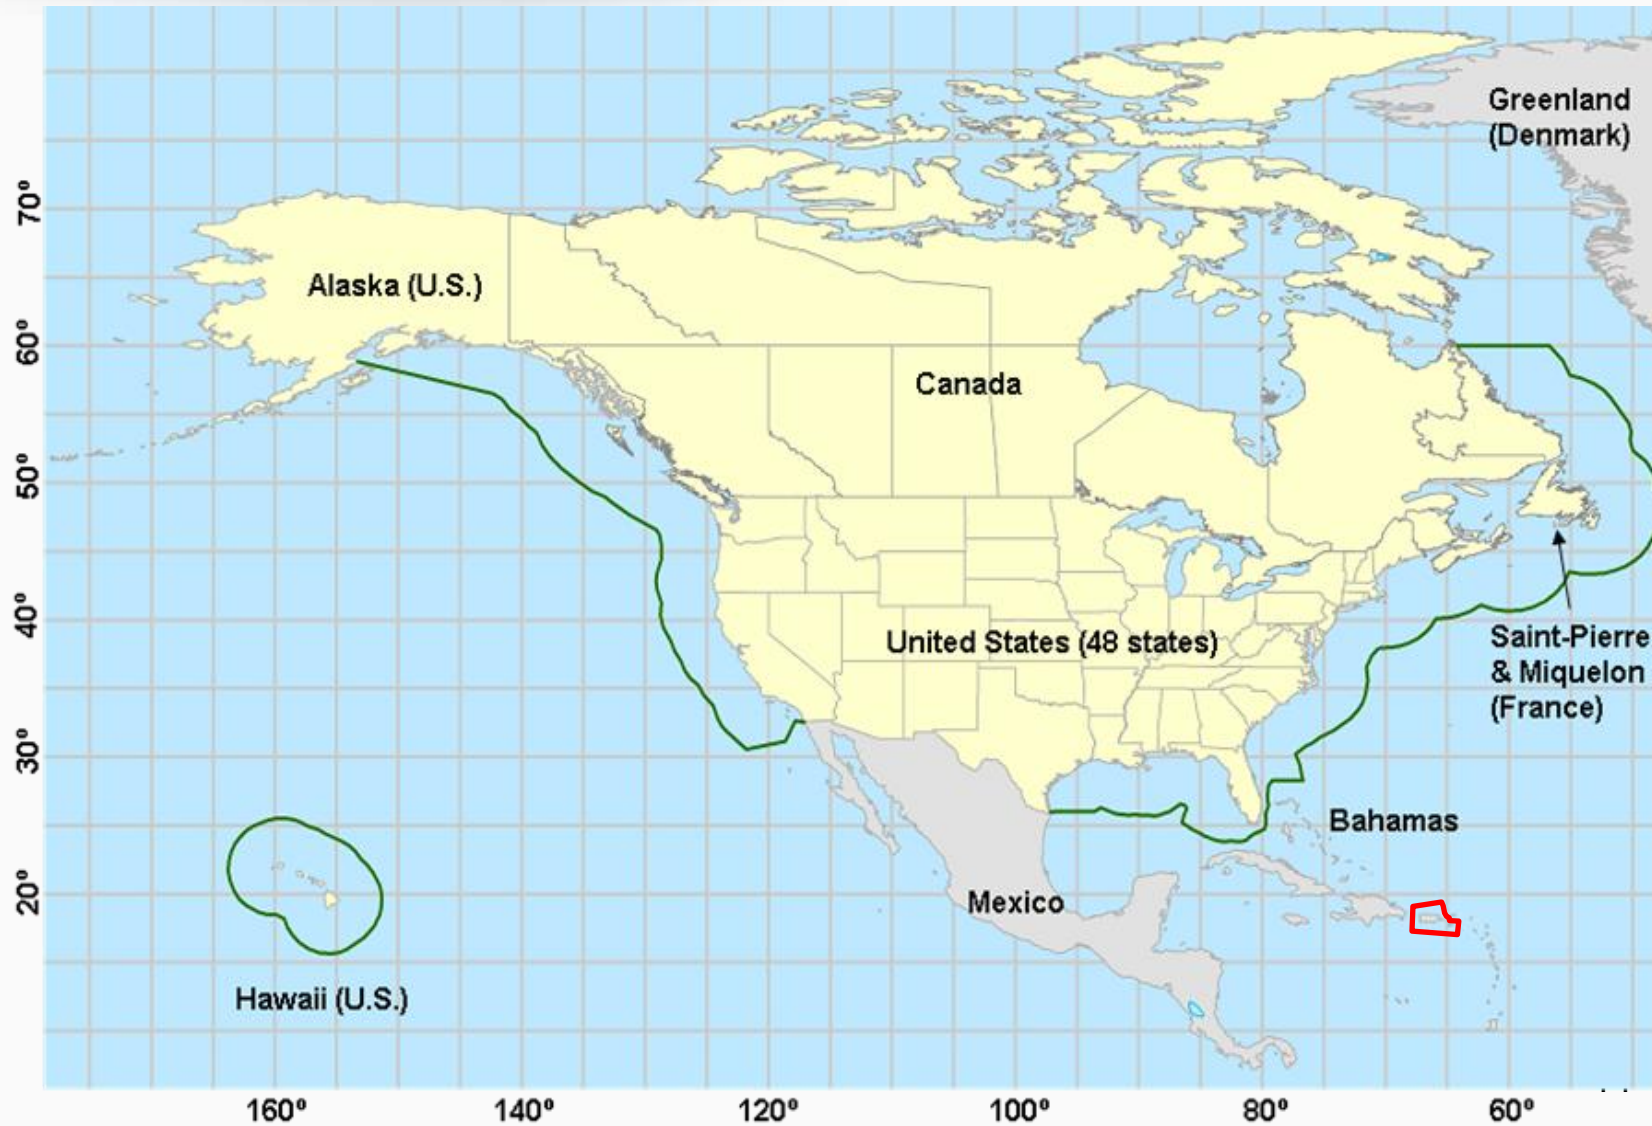 Greenland
(Denmark)
70°
Alaska (U.S.)
60°
Canada
50°
40°
United States (48 states)
Saint-Pierre
& Miquelon
(France)
30°
Bahamas
20°
Mexico
Hawaii (U.S.)
160° 140° 120° 100° 80° 60°